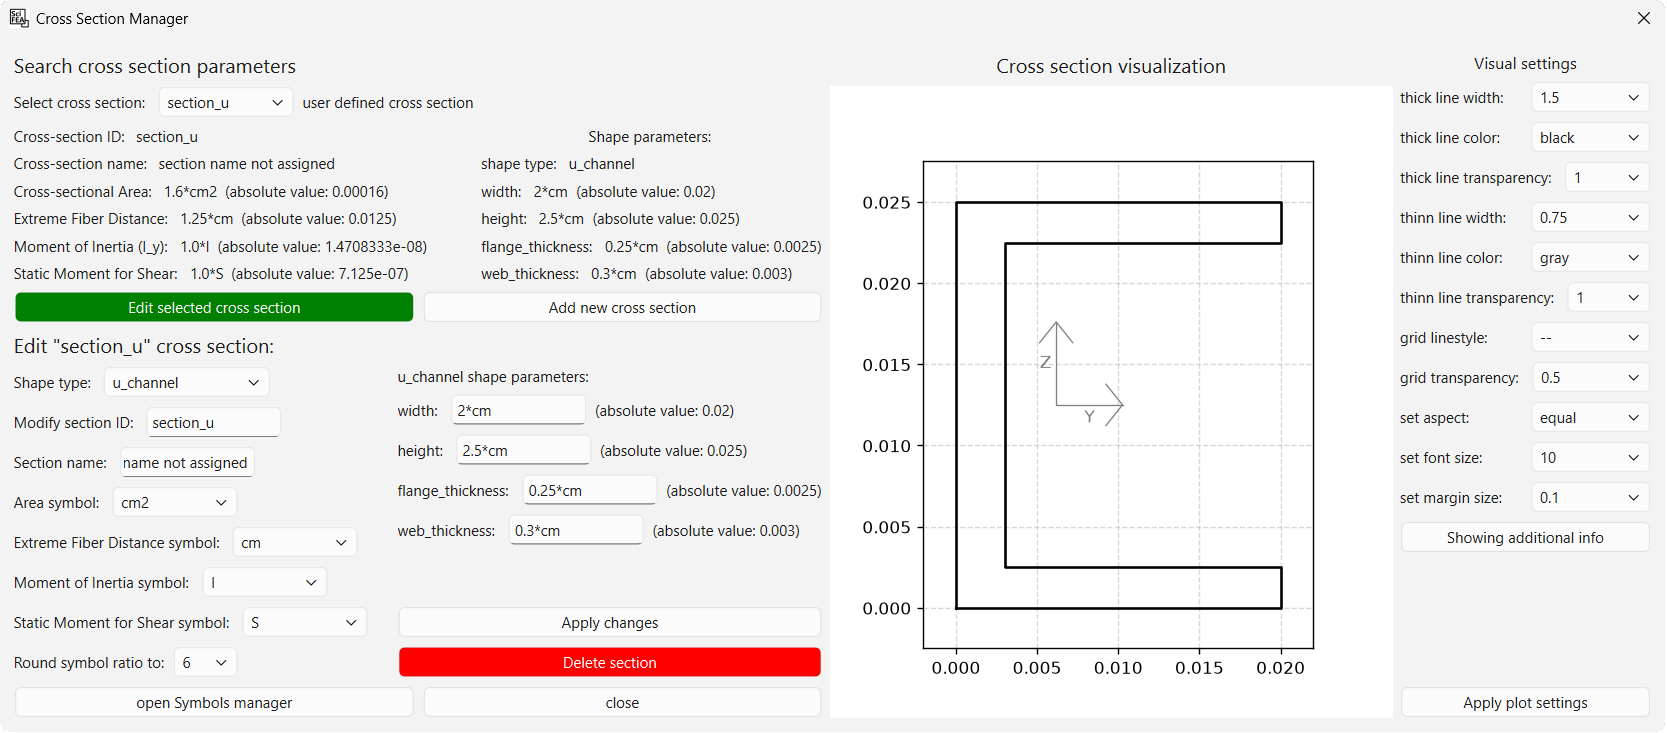 Sci
FEA
Cross Section Manager
Search cross section parameters
Select cross section: section_u user defined cross section
Cross-section ID: section_u
Cross-section name: section name not assigned
Cross-sectional Area: 1.6*cm2 (absolute value: 0.00016)
Extreme Fiber Distance: 1.25*cm (absolute value: 0.0125)
Moment of Inertia (I_y): 1.0*I (absolute value: 1.4708333e-08)
Static Moment for Shear: 1.0*S (absolute value: 7.125e-07)
Shape parameters:
shape type: u_channel
width: 2*cm (absolute value: 0.02)
height: 2.5*cm (absolute value: 0.025)
flange_thickness: 0.25*cm (absolute value: 0.0025)
web_thickness: 0.3*cm (absolute value: 0.003)
Edit selected cross section
Add new cross section
Edit "section_u" cross section:
Shape type: u_channel
Modify section ID: section_u
Section name: name not assigned
Area symbol: cm2
Extreme Fiber Distance symbol: cm
Moment of Inertia symbol: I
Static Moment for Shear symbol: S
Round symbol ratio to: 6
open Symbols manager
u_channel shape parameters:
width: 2*cm (absolute value: 0.02)
height: 2.5*cm (absolute value: 0.025)
flange_thickness: 0.25*cm (absolute value: 0.0025)
web_thickness: 0.3*cm (absolute value: 0.003)
Apply changes
Delete section
close
Cross section visualization
0.025
0.020
0.015
0.010
0.005
0.000
Z
Y
0.000 0.005 0.010 0.015 0.020
Visual settings
thick line width: 1.5
thick line color: black
thick line transparency: 1
thinn line width: 0.75
thinn line color: gray
thinn line transparency: 1
grid linestyle: --
grid transparency: 0.5
set aspect: equal
set font size: 10
set margin size: 0.1
Showing additional info
Apply plot settings